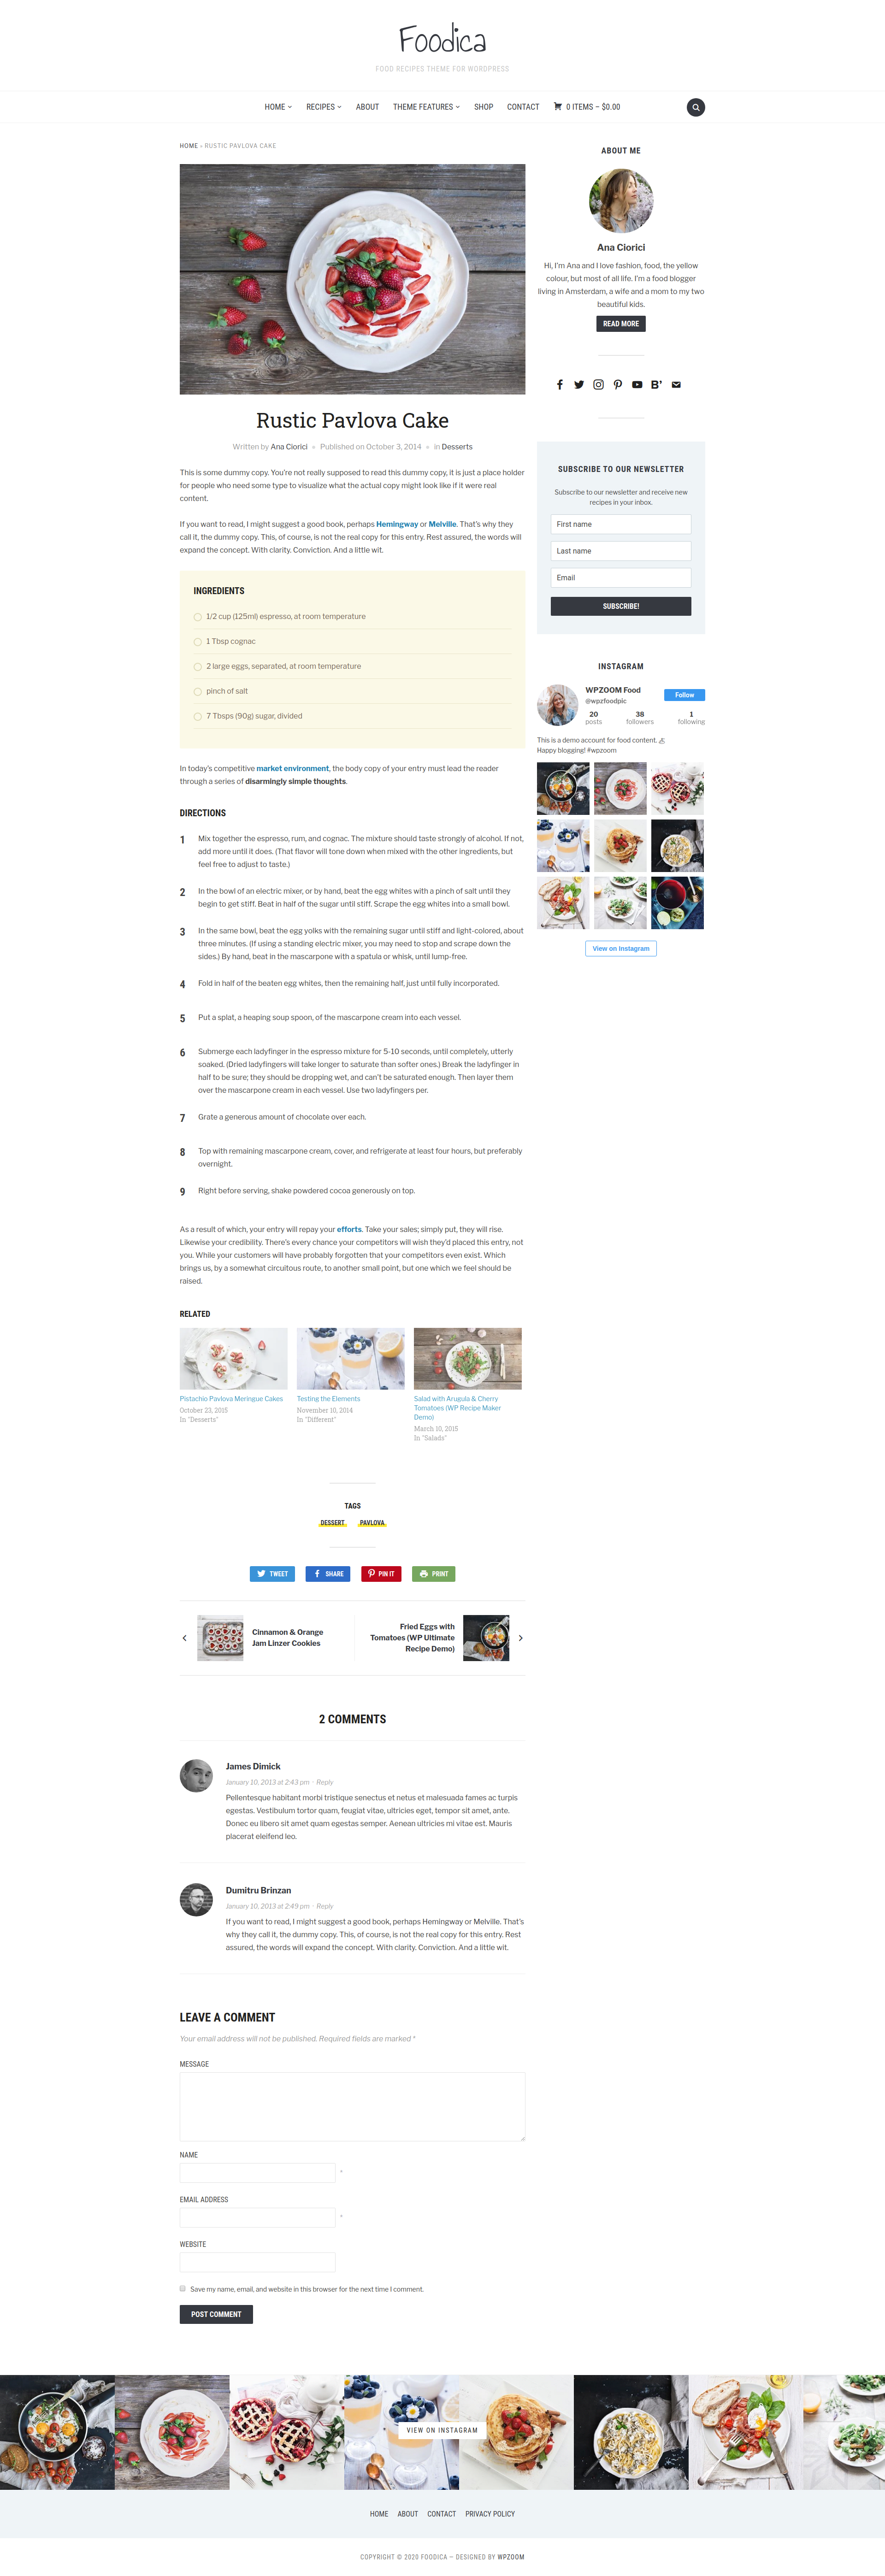 Foodica
FOOD RECIPES THEME FOR WORDPRESS
HOME
RECIPES
ABOUT
THEME FEATURES
SHOP
CONTACT
0 ITEMS – $0.00
HOME » RUSTIC PAVLOVA CAKE
Rustic Pavlova Cake
Written by Ana Ciorici
Published on October 3, 2014
in Desserts
This is some dummy copy. You're not really supposed to read this dummy copy, it is just a place holder
for people who need some type to visualize what the actual copy might look like if it were real
content.
If you want to read, I might suggest a good book, perhaps Hemingway or Melville. That's why they
call it, the dummy copy. This, of course, is not the real copy for this entry. Rest assured, the words will
expand the concept. With clarity. Conviction. And a little wit.
INGREDIENTS
1/2 cup (125ml) espresso, at room temperature
1 Tbsp cognac
2 large eggs, separated, at room temperature
pinch of salt
7 Tbsps (90g) sugar, divided
In today's competitive market environment, the body copy of your entry must lead the reader
through a series of disarmingly simple thoughts.
DIRECTIONS
1 Mix together the espresso, rum, and cognac. The mixture should taste strongly of alcohol. If not,
add more until it does. (That flavor will tone down when mixed with the other ingredients, but
feel free to adjust to taste.)
2 In the bowl of an electric mixer, or by hand, beat the egg whites with a pinch of salt until they
begin to get stiff. Beat in half of the sugar until stiff. Scrape the egg whites into a small bowl.
3 In the same bowl, beat the egg yolks with the remaining sugar until stiff and light-colored, about
three minutes. (If using a standing electric mixer, you may need to stop and scrape down the
sides.) By hand, beat in the mascarpone with a spatula or whisk, until lump-free.
4 Fold in half of the beaten egg whites, then the remaining half, just until fully incorporated.
5 Put a splat, a heaping soup spoon, of the mascarpone cream into each vessel.
6 Submerge each ladyfinger in the espresso mixture for 5-10 seconds, until completely, utterly
soaked. (Dried ladyfingers will take longer to saturate than softer ones.) Break the ladyfinger in
half to be sure; they should be dropping wet, and can't be saturated enough. Then layer them
over the mascarpone cream in each vessel. Use two ladyfingers per.
7 Grate a generous amount of chocolate over each.
8 Top with remaining mascarpone cream, cover, and refrigerate at least four hours, but preferably
overnight.
9 Right before serving, shake powdered cocoa generously on top.
As a result of which, your entry will repay your efforts. Take your sales; simply put, they will rise.
Likewise your credibility. There's every chance your competitors will wish they'd placed this entry, not
you. While your customers will have probably forgotten that your competitors even exist. Which
brings us, by a somewhat circuitous route, to another small point, but one which we feel should be
raised.
RELATED
Pistachio Pavlova Meringue Cakes
October 23, 2015
In "Desserts"
Testing the Elements
November 10, 2014
In "Different"
Salad with Arugula & Cherry
Tomatoes (WP Recipe Maker
Demo)
March 10, 2015
In "Salads"
TAGS
DESSERT
PAVLOVA
TWEET
SHARE
PIN IT
PRINT
Cinnamon & Orange
Jam Linzer Cookies
Fried Eggs with
Tomatoes (WP Ultimate
Recipe Demo)
2 COMMENTS
James Dimick
January 10, 2013 at 2:43 pm · Reply
Pellentesque habitant morbi tristique senectus et netus et malesuada fames ac turpis
egestas. Vestibulum tortor quam, feugiat vitae, ultricies eget, tempor sit amet, ante.
Donec eu libero sit amet quam egestas semper. Aenean ultricies mi vitae est. Mauris
placerat eleifend leo.
Dumitru Brinzan
January 10, 2013 at 2:49 pm · Reply
If you want to read, I might suggest a good book, perhaps Hemingway or Melville. That's
why they call it, the dummy copy. This, of course, is not the real copy for this entry. Rest
assured, the words will expand the concept. With clarity. Conviction. And a little wit.
LEAVE A COMMENT
Your email address will not be published. Required fields are marked *
MESSAGE
NAME
*
EMAIL ADDRESS
*
WEBSITE
Save my name, email, and website in this browser for the next time I comment.
POST COMMENT
ABOUT ME
Ana Ciorici
Hi, I'm Ana and I love fashion, food, the yellow
colour, but most of all life. I'm a food blogger
living in Amsterdam, a wife and a mom to my two
beautiful kids.
READ MORE
SUBSCRIBE TO OUR NEWSLETTER
Subscribe to our newsletter and receive new
recipes in your inbox.
First name
Last name
Email
SUBSCRIBE!
INSTAGRAM
WPZOOM Food
@wpzfoodpic
Follow
20 38 1
posts followers following
This is a demo account for food content.
Happy blogging! #wpzoom
View on Instagram
VIEW ON INSTAGRAM
HOME
ABOUT
CONTACT
PRIVACY POLICY
COPYRIGHT © 2020 FOODICA — DESIGNED BY WPZOOM